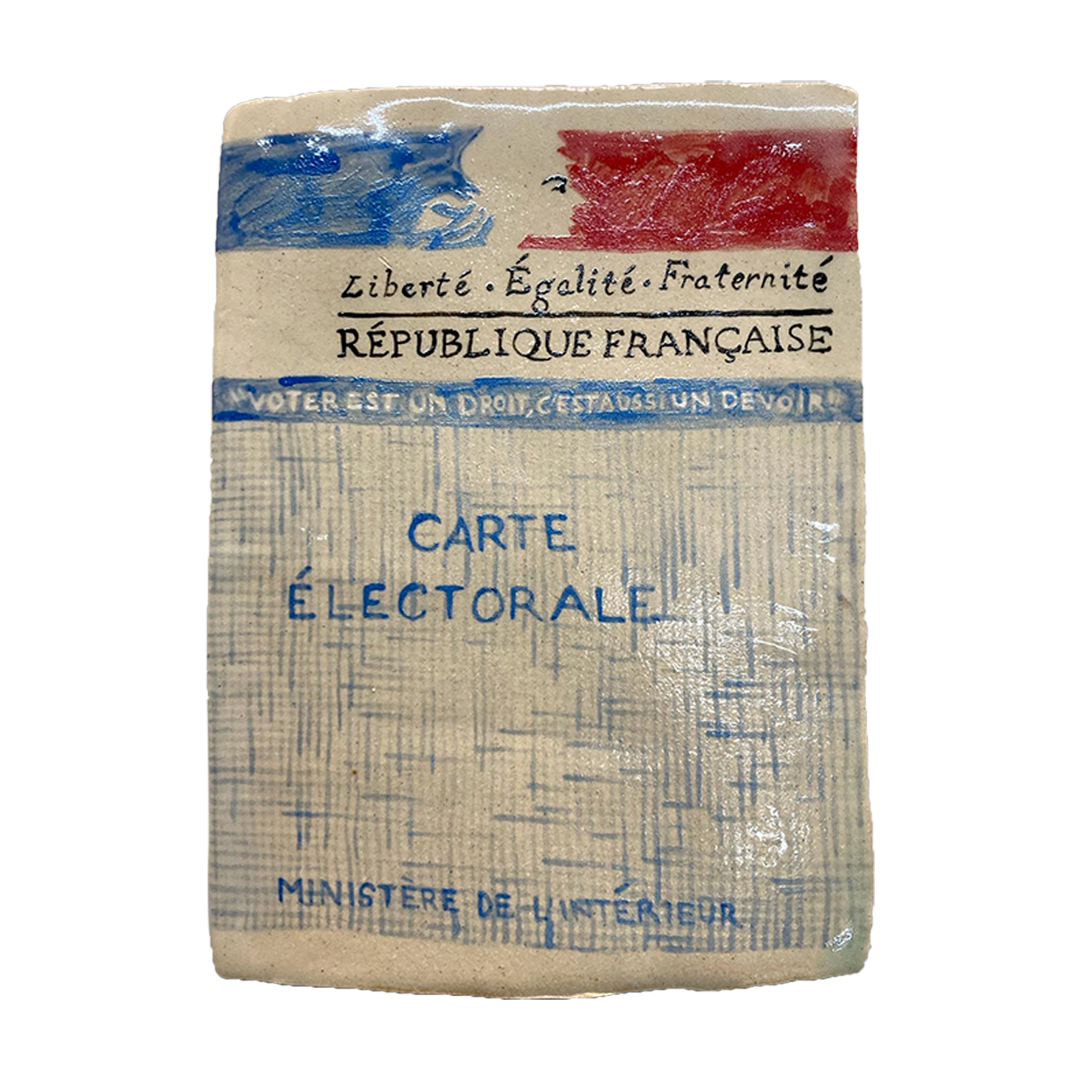 Liberté · Égalité · Fraternité
RÉPUBLIQUE FRANÇAISE
"VOTER EST UN DROIT, C'EST AUSSI UN DEVOIR"
CARTE
ÉLECTORALE
MINISTÈRE DE L'INTÉRIEUR